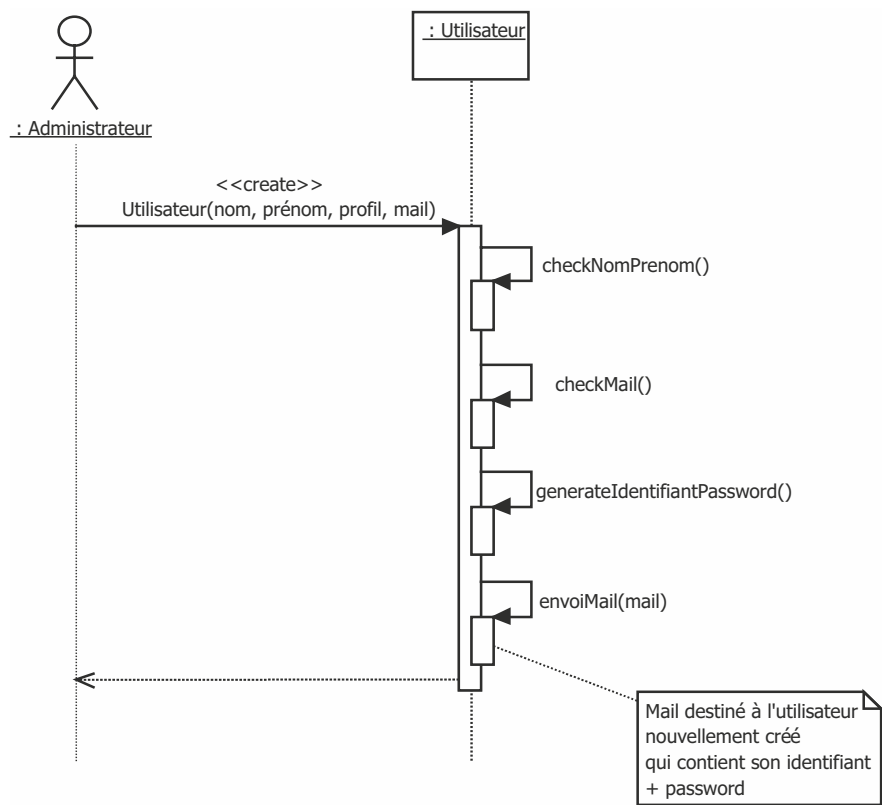 : Utilisateur
: Administrateur
<<create>>
Utilisateur(nom, prénom, profil, mail)
checkNomPrenom()
checkMail()
generateIdentifiantPassword()
envoiMail(mail)
Mail destiné à l'utilisateur
nouvellement créé
qui contient son identifiant
+ password